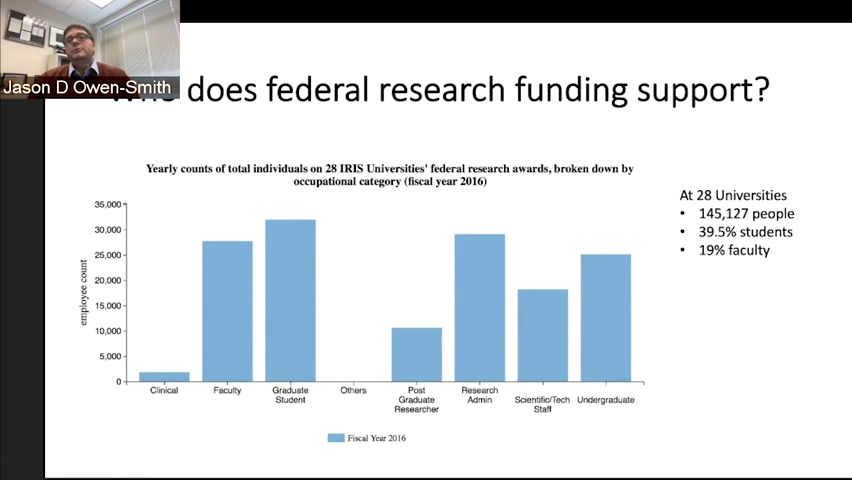 Jason D Owen-Smith
does federal research funding support?
Yearly counts of total individuals on 28 IRIS Universities' federal research awards, broken down by
occupational category (fiscal year 2016)
At 28 Universities
• 145,127 people
• 39.5% students
• 19% faculty
employee count
35,000
30,000
25,000
20,000
15,000
10,000
5,000
0
Clinical
Faculty
Graduate
Student
Others
Post
Graduate
Researcher
Research
Admin
Scientific/Tech
Staff
Undergraduate
Fiscal Year 2016